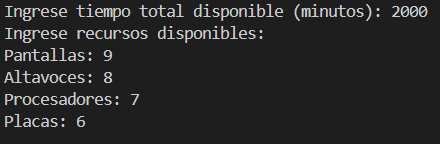 Ingrese tiempo total disponible (minutos): 2000
Ingrese recursos disponibles:
Pantallas: 9
Altavoces: 8
Procesadores: 7
Placas: 6